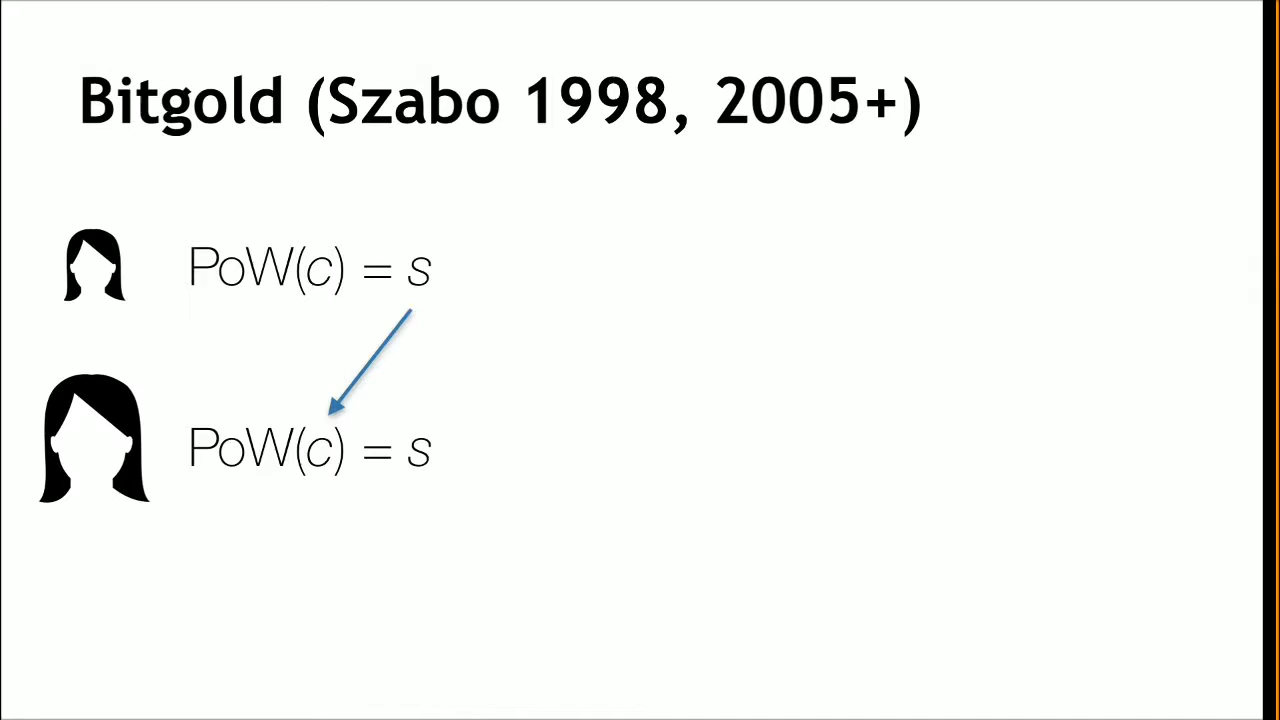 Bitgold (Szabo 1998, 2005+)
PoW(c) = s
PoW(c) = s